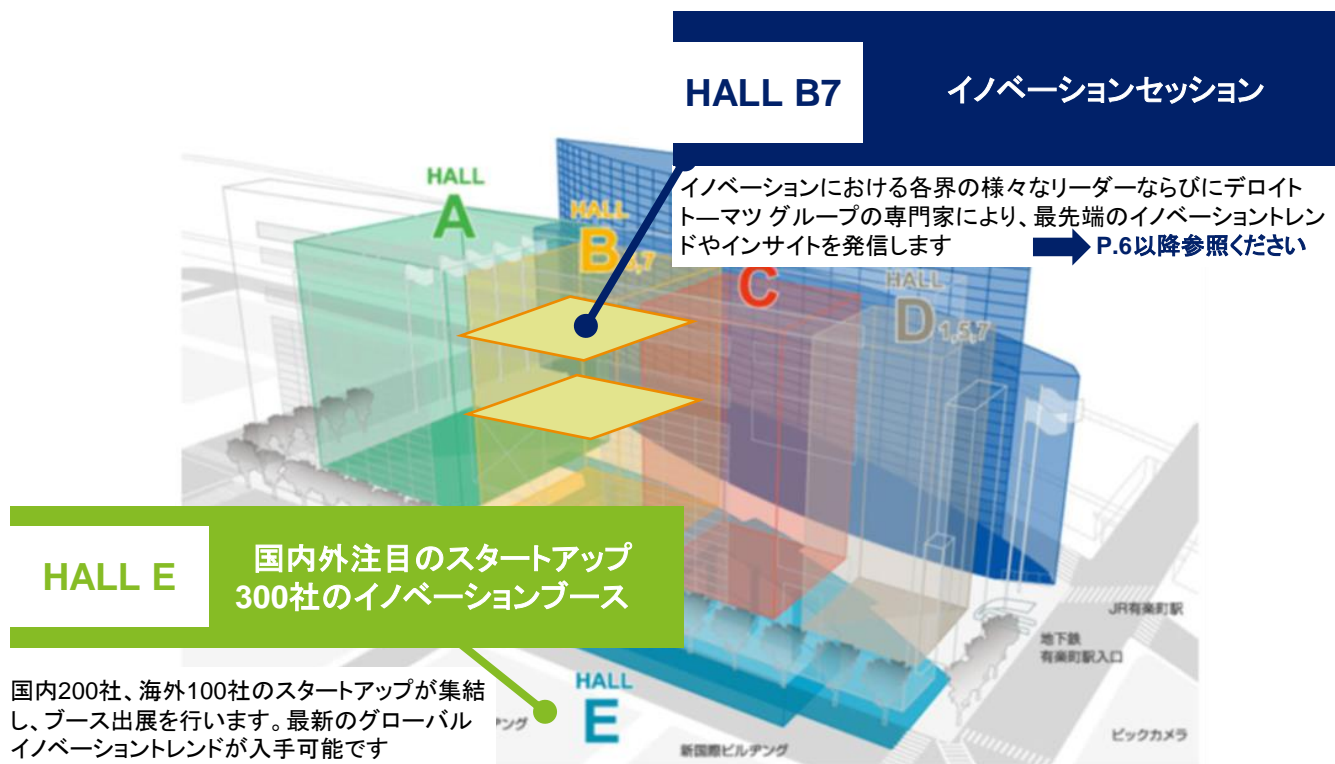 HALL B7
イノベーションセッション
イノベーションにおける各界の様々なリーダーならびにデロイト
ト―マツ グループの専門家により、最先端のイノベーショントレン
ドやインサイトを発信します
P.6以降参照ください
HALL
A
HALL
B
,7
C
HALL
D 1,5,7
HALL E
国内外注目のスタートアップ
300社のイノベーションブース
国内200社、海外100社のスタートアップが集結
し、ブース出展を行います。最新のグローバル
イノベーショントレンドが入手可能です
HALL
E
JR有楽町駅
地下鉄
有楽町駅入口
ビックカメラ
新国際ビルヂング